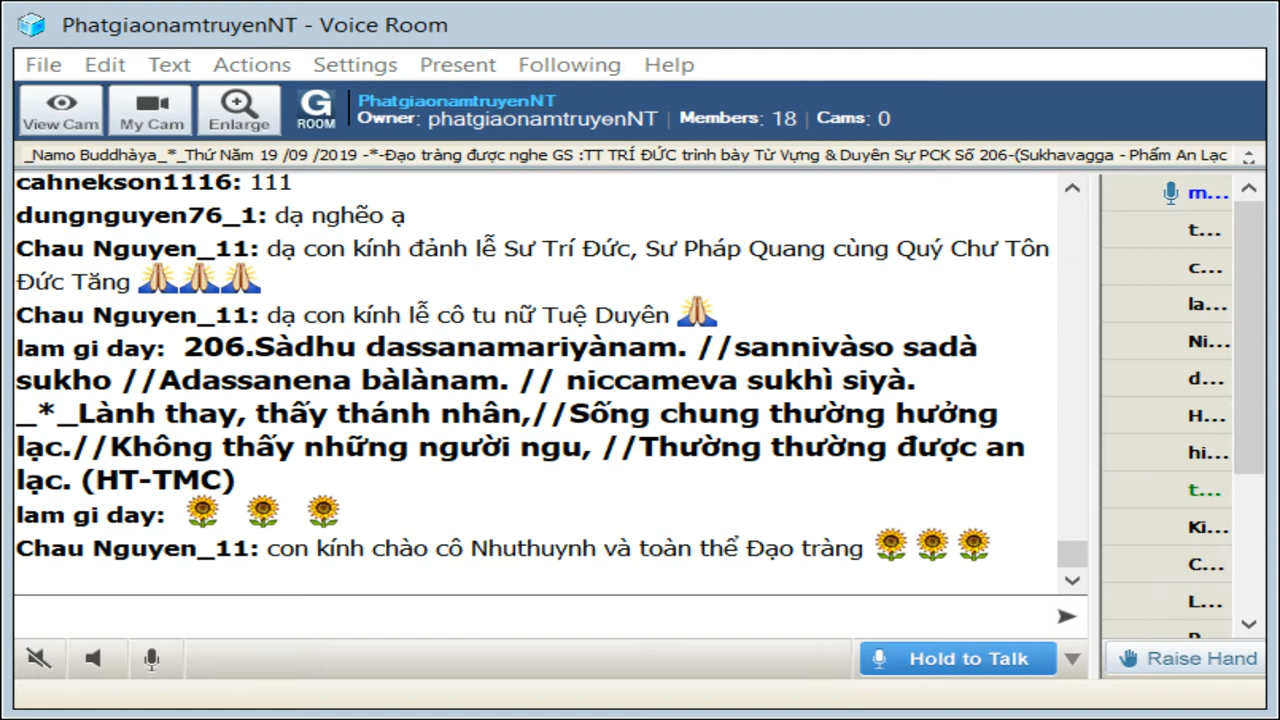 PhatgiaonamtruyenNT - Voice Room
File Edit Text Actions Settings Present Following Help
View Cam My Cam Enlarge G ROOM
PhatgiaonamtruyenNT
Owner: phatgiaonamtruyenNT | Members: 18 | Cams: 0
_Namo Buddhàya_*_Thứ Năm 19 /09 /2019 -*-Đạo tràng được nghe GS :TT TRÍ ĐỨC trình bày Từ Vựng & Duyên Sự PCK Số 206-(Sukhavagga - Phẩm An Lạc
cahnekson1116: 111
dungnguyen76_1: dạ nghẽo ạ
Chau Nguyen_11: dạ con kính đảnh lễ Sư Trí Đức, Sư Pháp Quang cùng Quý Chư Tôn
Đức Tăng 🙏🙏🙏
Chau Nguyen_11: dạ con kính lễ cô tu nữ Tuệ Duyên 🙏
lam gi day: 206.Sàdhu dassanamariyànam. //sannivàso sadà
sukho //Adassanena bàlànam. // niccameva sukhì siyà.
_*_Lành thay, thấy thánh nhân,//Sống chung thường hưởng
lạc.//Không thấy những người ngu, //Thường thường được an
lạc. (HT-TMC)
lam gi day: 🌻 🌻 🌻
Chau Nguyen_11: con kính chào cô Nhuthuynh và toàn thể Đạo tràng 🌻🌻🌻
m...
t...
c...
la...
Ni...
d...
H...
hi...
t...
Ki...
C...
L...
Hold to Talk
Raise Hand